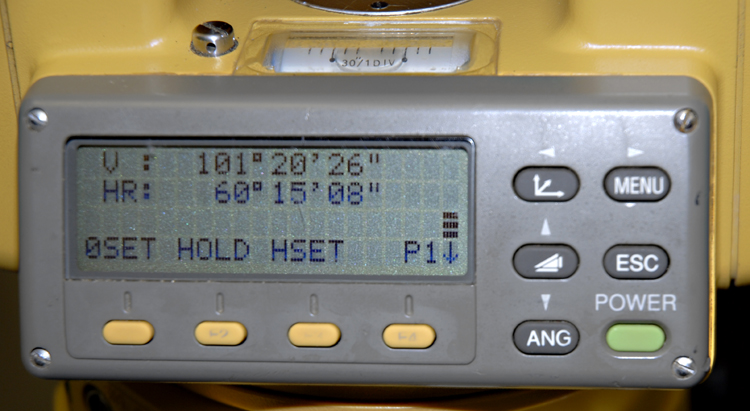 30"/1DIV
V : 101°20'26"
HR: 60°15'08"
0SET HOLD HSET P1↓
MENU
ESC
POWER
ANG